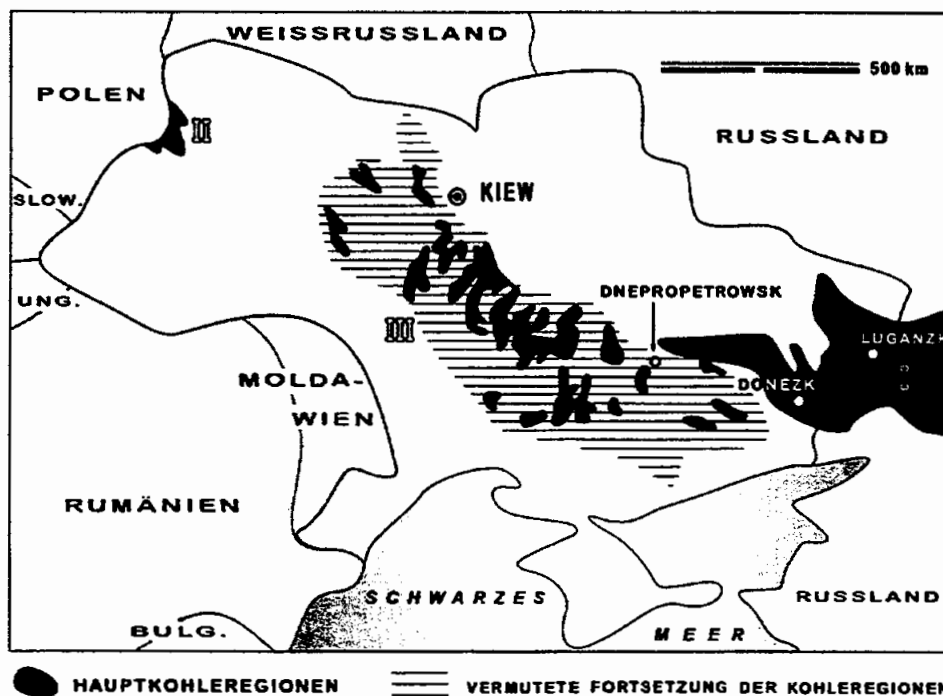 WEISSRUSSLAND
500 km
POLEN
II
RUSSLAND
SLOW.
KIEW
UNG.
DNEPROPETROWSK
III
LUGANZK
MOLDA-
WIEN
DONEZK
RUMÄNIEN
SCHWARZES
RUSSLAND
BULG.
MEER
HAUPTKOHLEREGIONEN
VERMUTETE FORTSETZUNG DER KOHLEREGIONEN